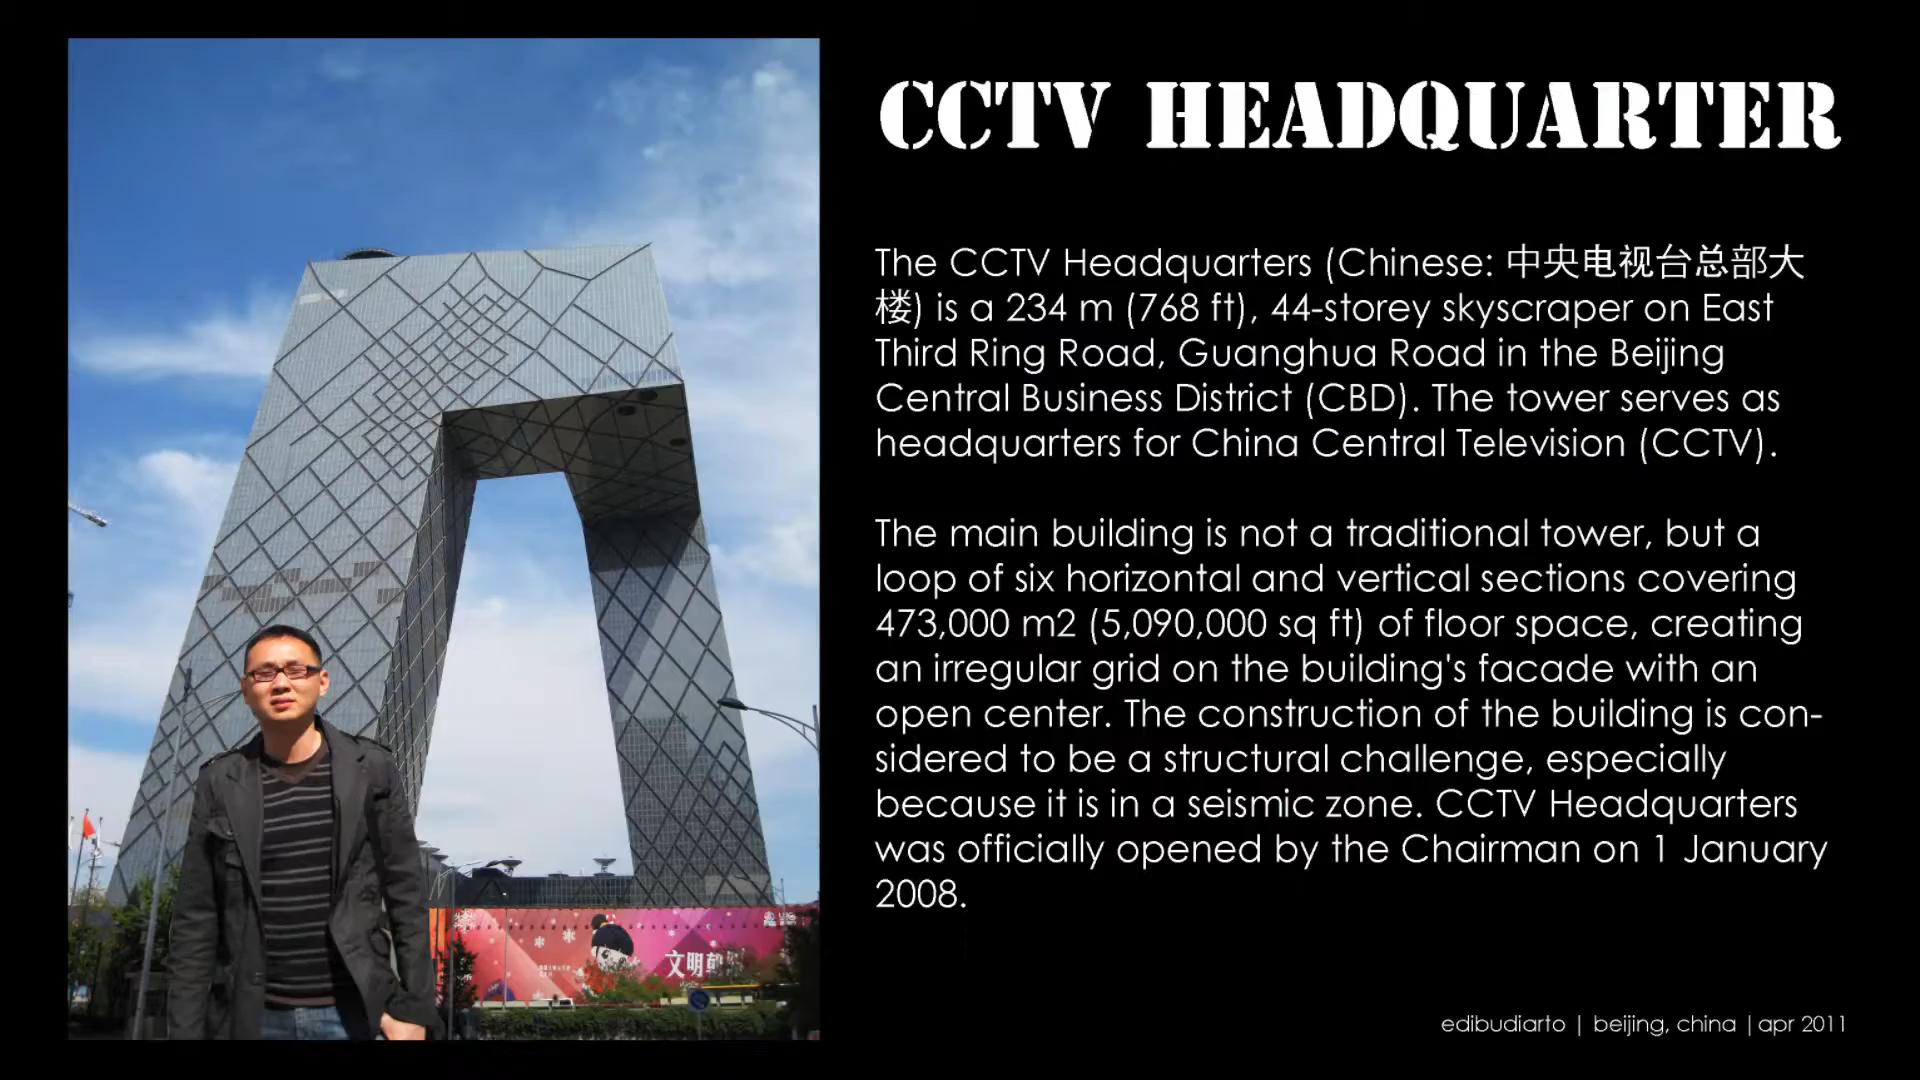 CCTV HEADQUARTER
The CCTV Headquarters (Chinese: 中央电视台总部大
楼) is a 234 m (768 ft), 44-storey skyscraper on East
Third Ring Road, Guanghua Road in the Beijing
Central Business District (CBD). The tower serves as
headquarters for China Central Television (CCTV).
The main building is not a traditional tower, but a
loop of six horizontal and vertical sections covering
473,000 m2 (5,090,000 sq ft) of floor space, creating
an irregular grid on the building's facade with an
open center. The construction of the building is con-
sidered to be a structural challenge, especially
because it is in a seismic zone. CCTV Headquarters
was officially opened by the Chairman on 1 January
2008.
文明
edibudiarto | beijing, china | apr 2011